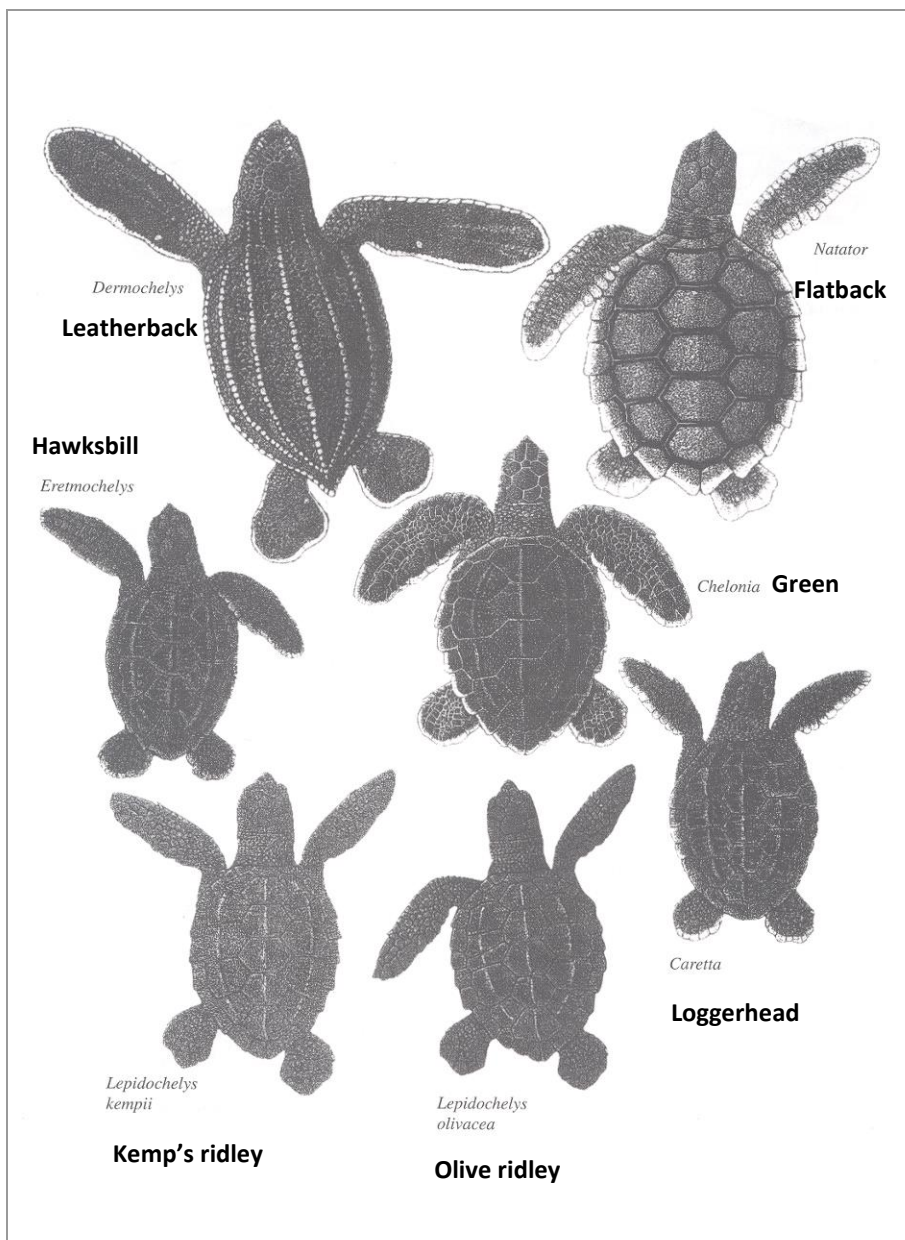 Natator
Flatback
Dermochelys
Leatherback
Hawksbill
Eretmochelys
Chelonia Green
Caretta
Loggerhead
Lepidochelys
kempii
Kemp’s ridley
Lepidochelys
olivacea
Olive ridley